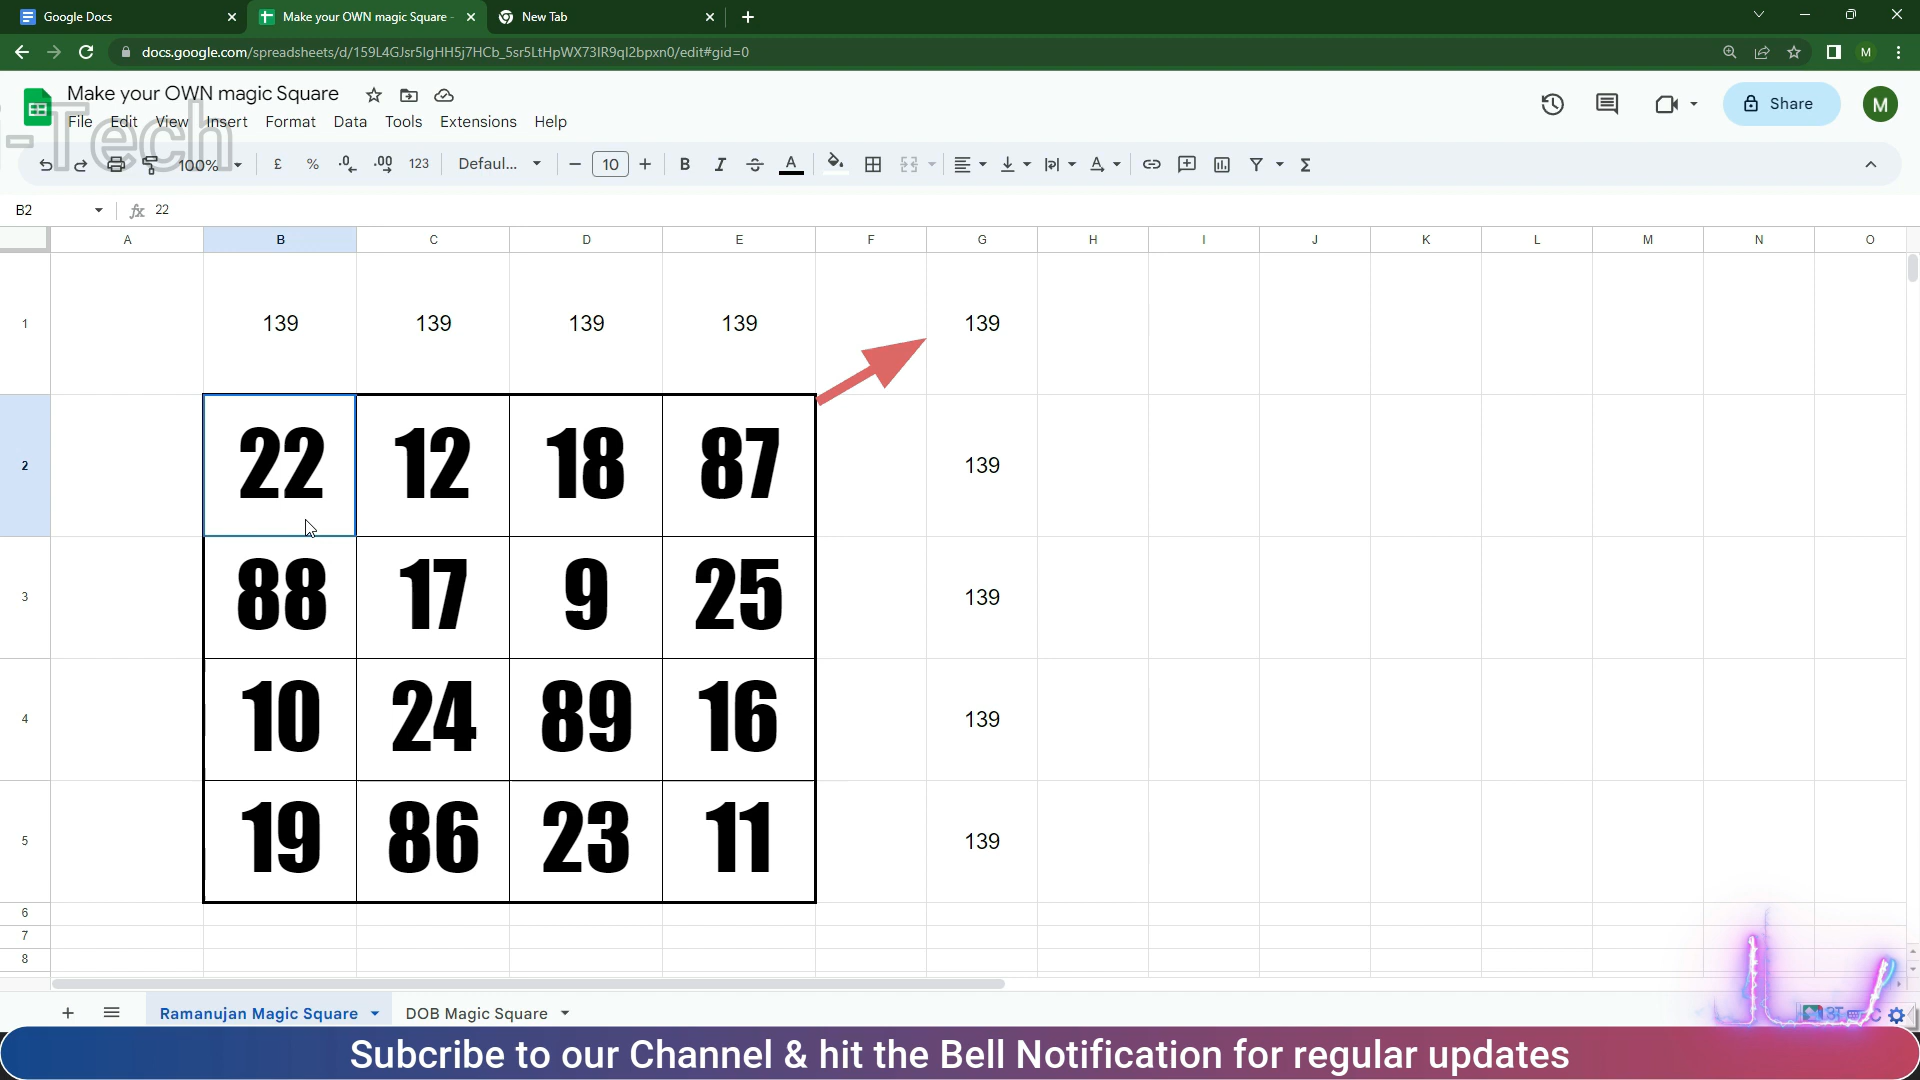 Google Docs
Make your OWN magic Square -
New Tab
docs.google.com/spreadsheets/d/159L4GJsr5lgHH5j7HCb_5sr5LtHpWX73IR9ql2bpxn0/edit#gid=0
M
Make your OWN magic Square
File Edit View Insert Format Data Tools Extensions Help
Share
M
-Tech
100% £ % .0 .00 123 Defaul... 10 B I A
B2 fx 22
A B C D E F G H I J K L M N O
1 139 139 139 139 139
2 22 12 18 87 139
3 88 17 9 25 139
4 10 24 89 16 139
5 19 86 23 11 139
6
7
8
Ramanujan Magic Square DOB Magic Square
Subcribe to our Channel & hit the Bell Notification for regular updates